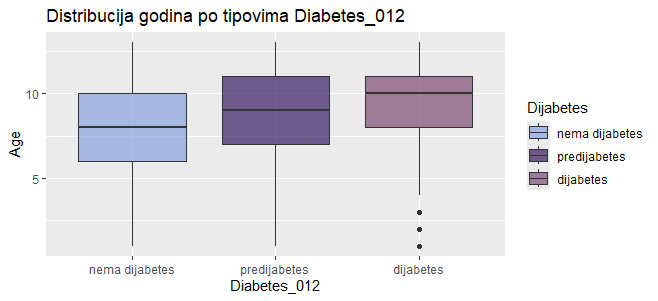 Distribucija godina po tipovima Diabetes_012
Age
10
5
nema dijabetes
predijabetes
dijabetes
Diabetes_012
Dijabetes
nema dijabetes
predijabetes
dijabetes